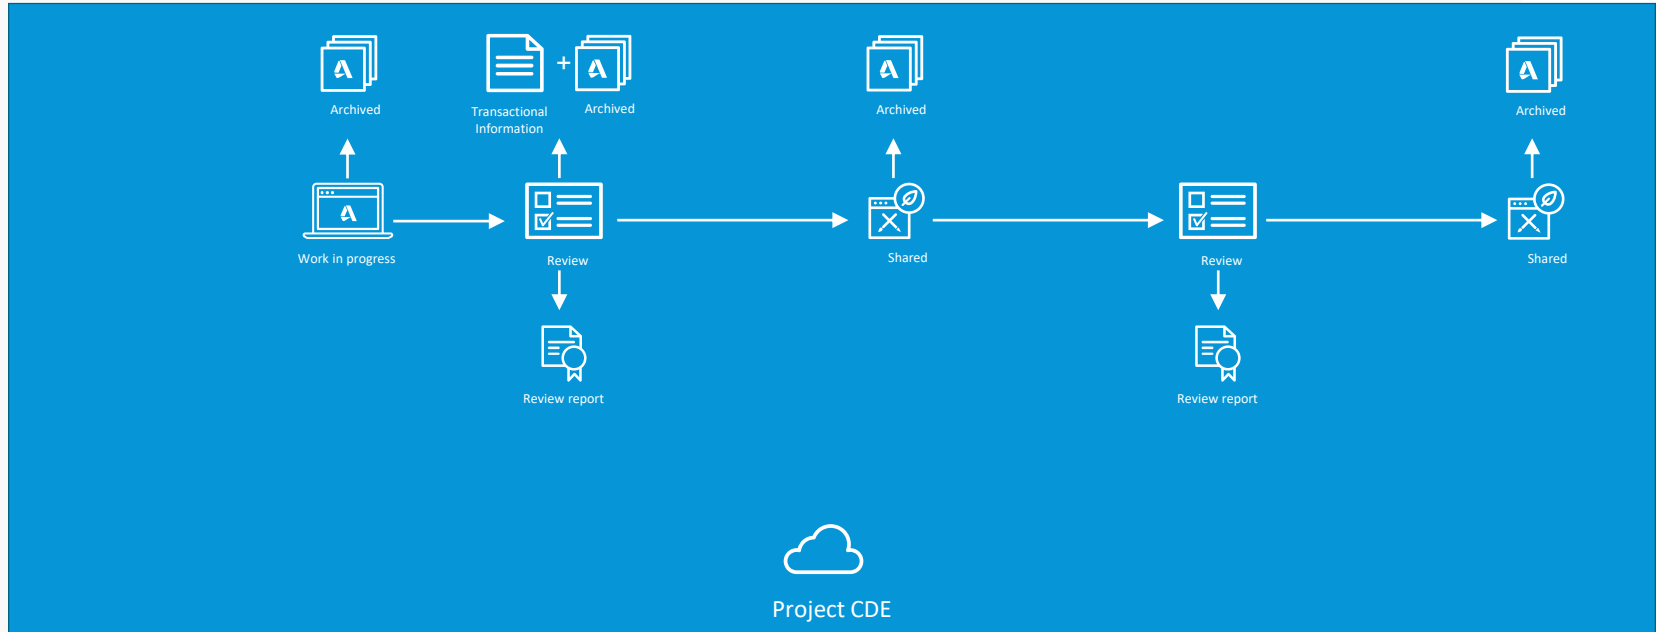 +
Archived
Transactional
Information
Archived
Archived
Archived
Work in progress
Review
Shared
Review
Shared
Review report
Review report
Project CDE